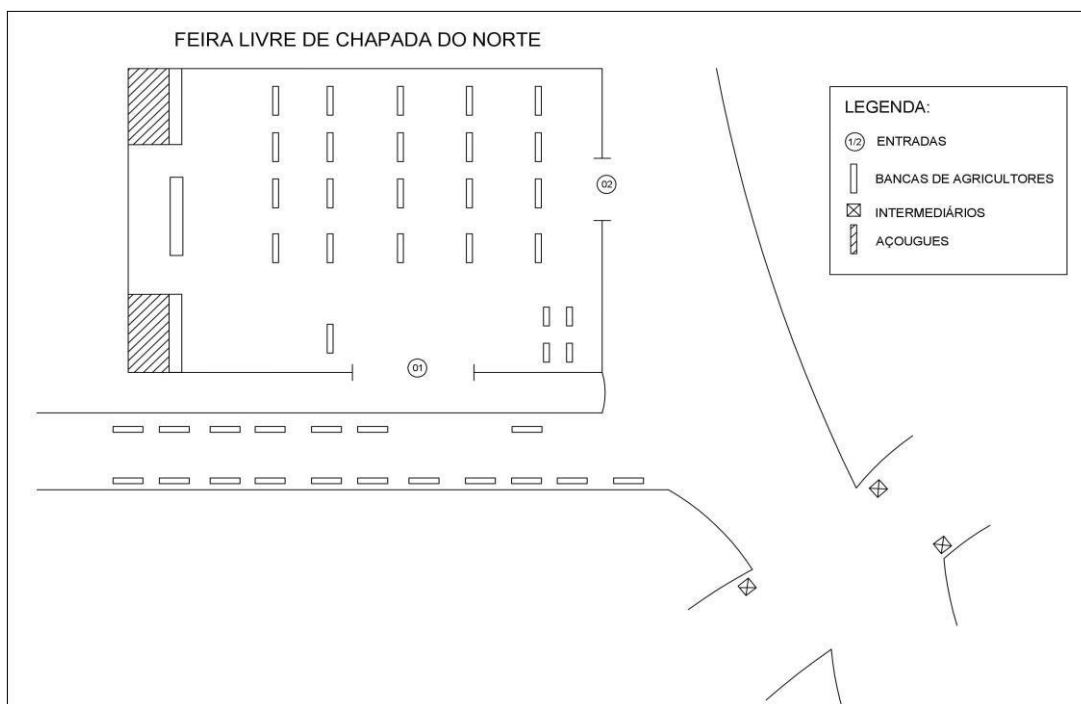 FEIRA LIVRE DE CHAPADA DO NORTE
LEGENDA:
1/2 ENTRADAS
BANCAS DE AGRICULTORES
INTERMEDIÁRIOS
AÇOUGUES
02
01